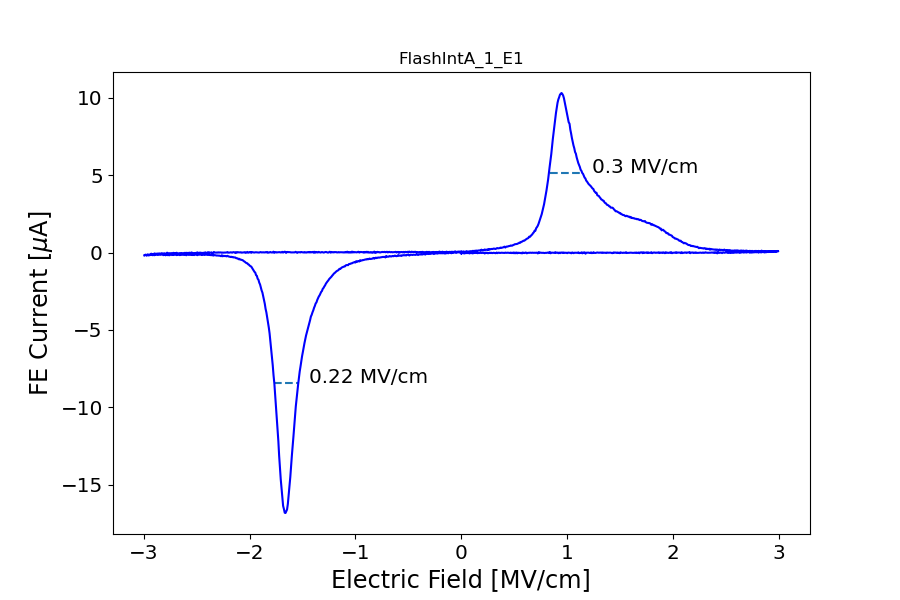 FlashIntA_1_E1
10
5
0
−5
−10
−15
FE Current [μA]
0.3 MV/cm
0.22 MV/cm
−3
−2
−1
0
1
2
3
Electric Field [MV/cm]